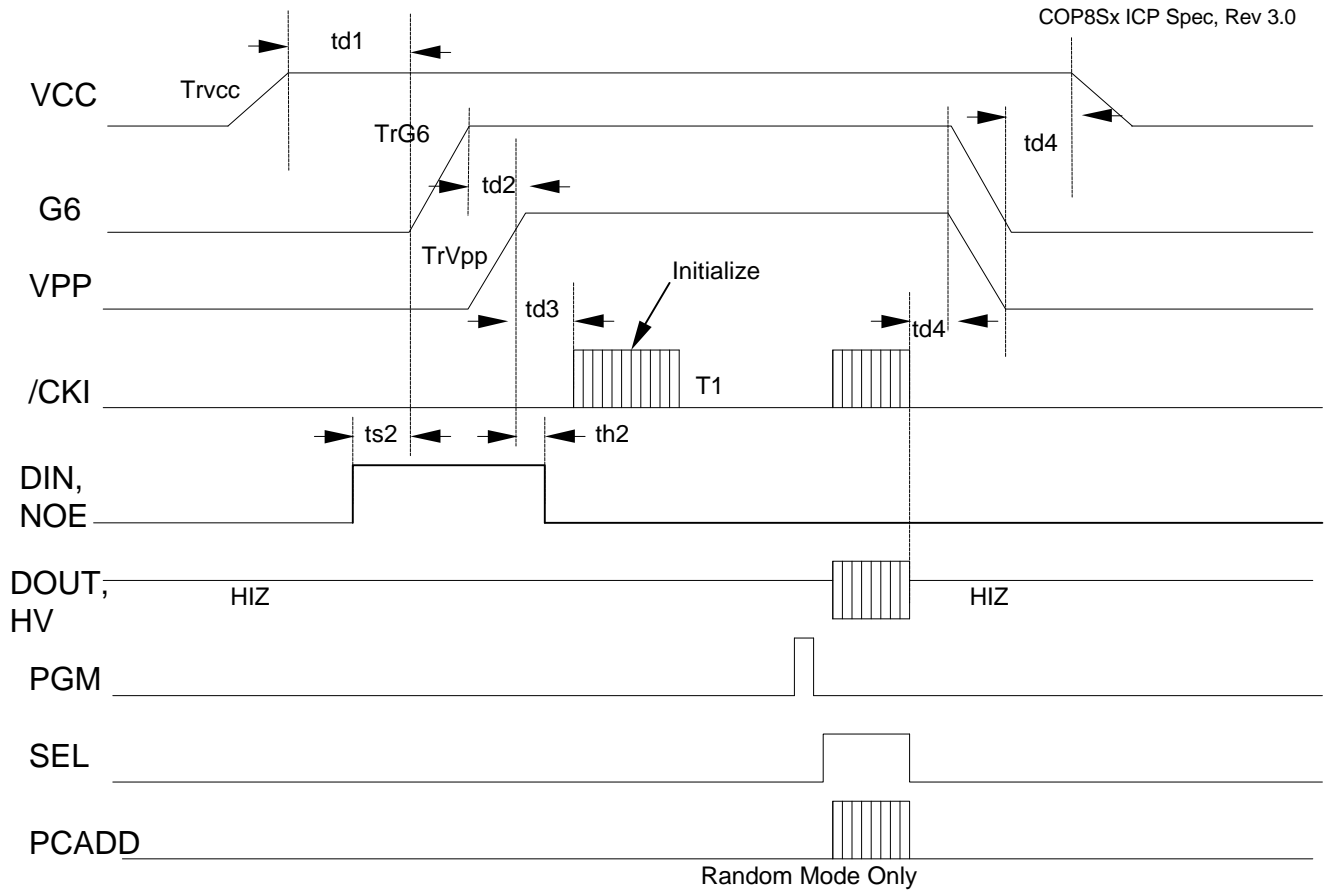 COP8Sx ICP Spec, Rev 3.0
td1
VCC
Trvcc
TrG6
td4
td2
G6
TrVpp
Initialize
VPP
td3
td4
/CKI
T1
ts2
th2
DIN,
NOE
DOUT,
HV
HIZ
HIZ
PGM
SEL
PCADD
Random Mode Only